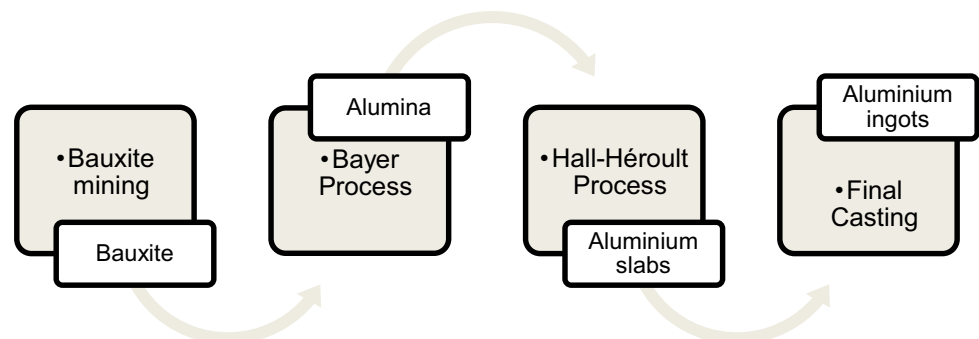 •Bauxite
mining
Bauxite
Alumina
•Bayer
Process
•Hall-Héroult
Process
Aluminium
slabs
Aluminium
ingots
•Final
Casting